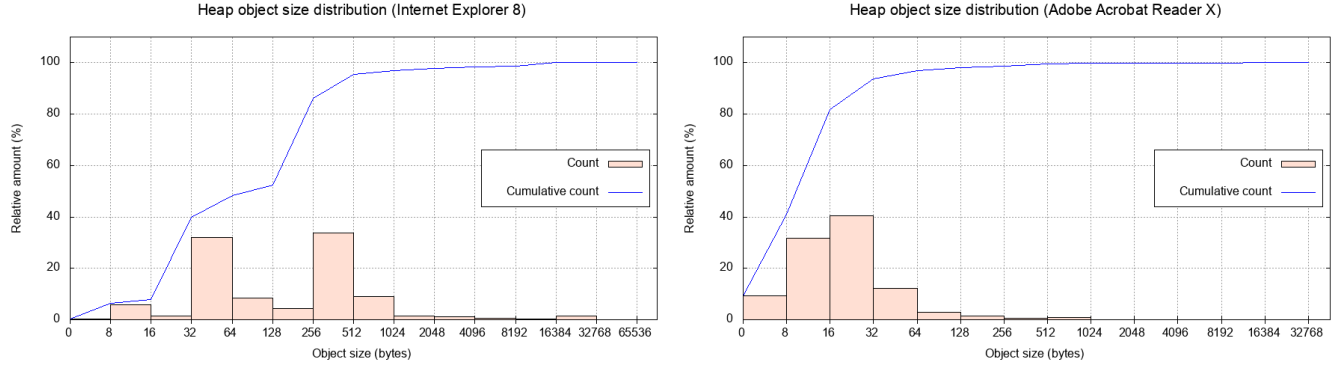 Heap object size distribution (Internet Explorer 8)
100
80
60
40
20
0
Relative amount (%)
Count
Cumulative count
0 8 16 32 64 128 256 512 1024 2048 4096 8192 16384 32768 65536
Object size (bytes)
Heap object size distribution (Adobe Acrobat Reader X)
100
80
60
40
20
0
Relative amount (%)
Count
Cumulative count
0 8 16 32 64 128 256 512 1024 2048 4096 8192 16384 32768
Object size (bytes)